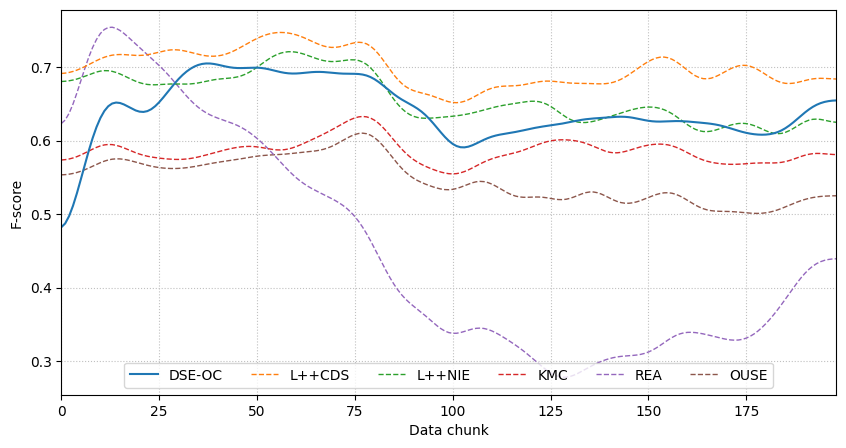 0.7
0.6
0.5
0.4
0.3
F-score
DSE-OC L++CDS L++NIE KMC REA OUSE
0 25 50 75 100 125 150 175
Data chunk